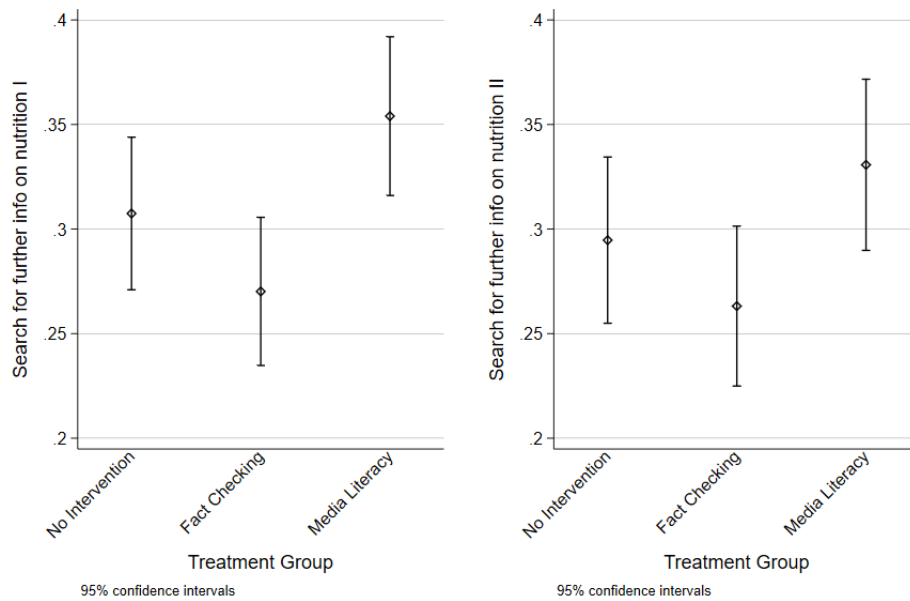 Search for further info on nutrition I
.4
.35
.3
.25
.2
No Intervention
Fact Checking
Media Literacy
Treatment Group
95% confidence intervals
Search for further info on nutrition II
.4
.35
.3
.25
.2
No Intervention
Fact Checking
Media Literacy
Treatment Group
95% confidence intervals